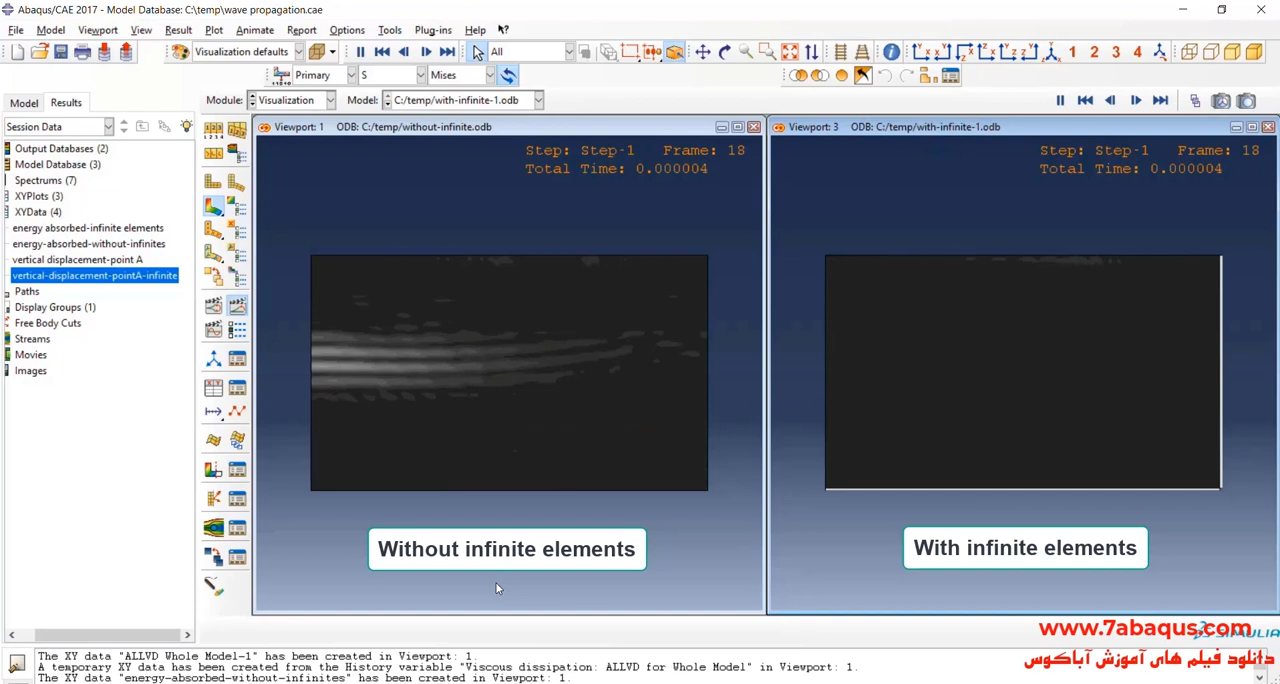 Abaqus/CAE 2017 - Model Database: C:\temp\wave propagation.cae
File Model Viewport View Result Plot Animate Report Options Tools Plug-ins Help
Visualization defaults All 1 2 3 4
Primary S Mises
Model Results Module: Visualization Model: C:/temp/with-infinite-1.odb
Session Data
Output Databases (2)
Model Database (3)
Spectrums (7)
XYPlots (3)
XYData (4)
energy absorbed-infinite elements
energy-absorbed-without-infinites
vertical displacement-point A
vertical-displacement-pointA-infinite
Paths
Display Groups (1)
Free Body Cuts
Streams
Movies
Images
Viewport: 1 ODB: C:/temp/without-infinite.odb
Step: Step-1 Frame: 18
Total Time: 0.000004
Without infinite elements
Viewport: 3 ODB: C:/temp/with-infinite-1.odb
Step: Step-1 Frame: 18
Total Time: 0.000004
With infinite elements
www.7abaqus.com
SIMULIA
دانلود فیلم های آموزش آباکوس
The XY data "ALLVD Whole Model-1" has been created in Viewport: 1.
A temporary XY data has been created from the History variable "Viscous dissipation: ALLVD for Whole Model" in Viewport: 1.
The XY data "energy-absorbed-without-infinites" has been created in Viewport: 1.